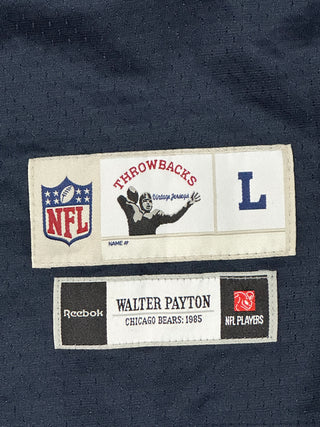 NFL
THROWBACKS
Vintage Jerseys
L
NAME/#
Reebok
WALTER PAYTON
CHICAGO BEARS: 1985
NFL PLAYERS